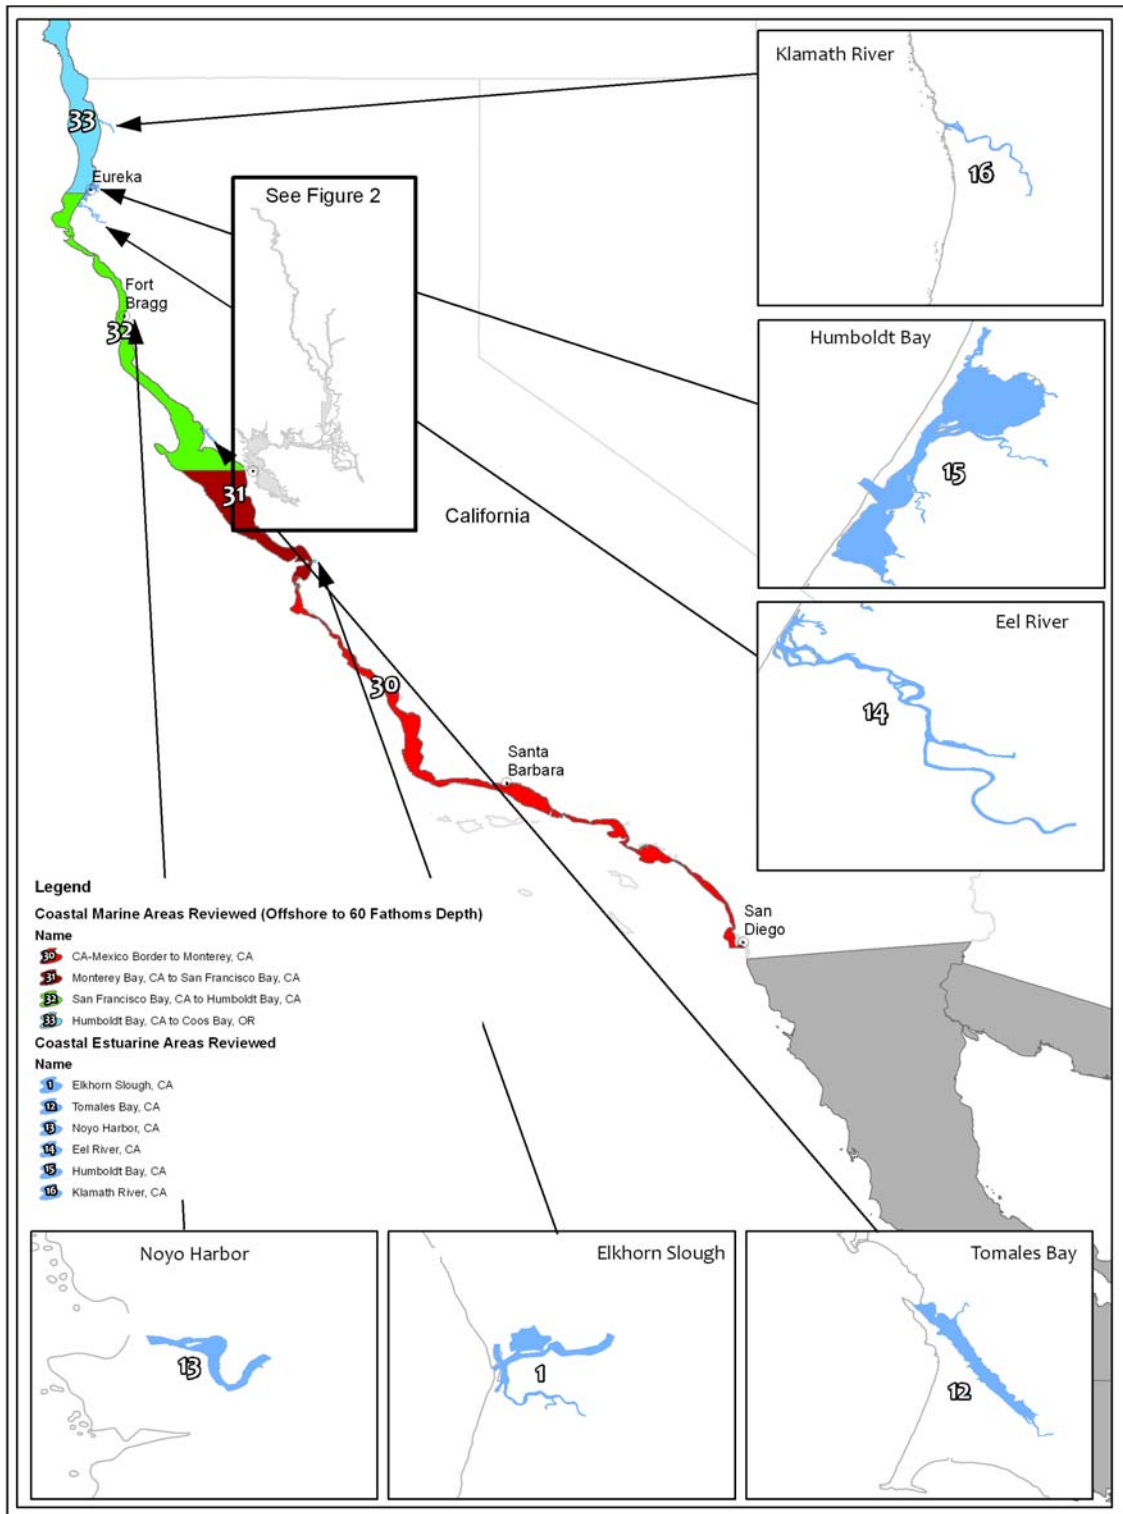 Klamath River
16
33
Eureka
See Figure 2
Fort
Bragg
32
Humboldt Bay
15
31
California
Eel River
14
30
Santa
Barbara
San
Diego
Legend
Coastal Marine Areas Reviewed (Offshore to 60 Fathoms Depth)
Name
30 CA-Mexico Border to Monterey, CA
31 Monterey Bay, CA to San Francisco Bay, CA
32 San Francisco Bay, CA to Humboldt Bay, CA
33 Humboldt Bay, CA to Coos Bay, OR
Coastal Estuarine Areas Reviewed
Name
1 Elkhorn Slough, CA
12 Tomales Bay, CA
13 Noyo Harbor, CA
14 Eel River, CA
15 Humboldt Bay, CA
16 Klamath River, CA
Noyo Harbor
13
Elkhorn Slough
1
Tomales Bay
12